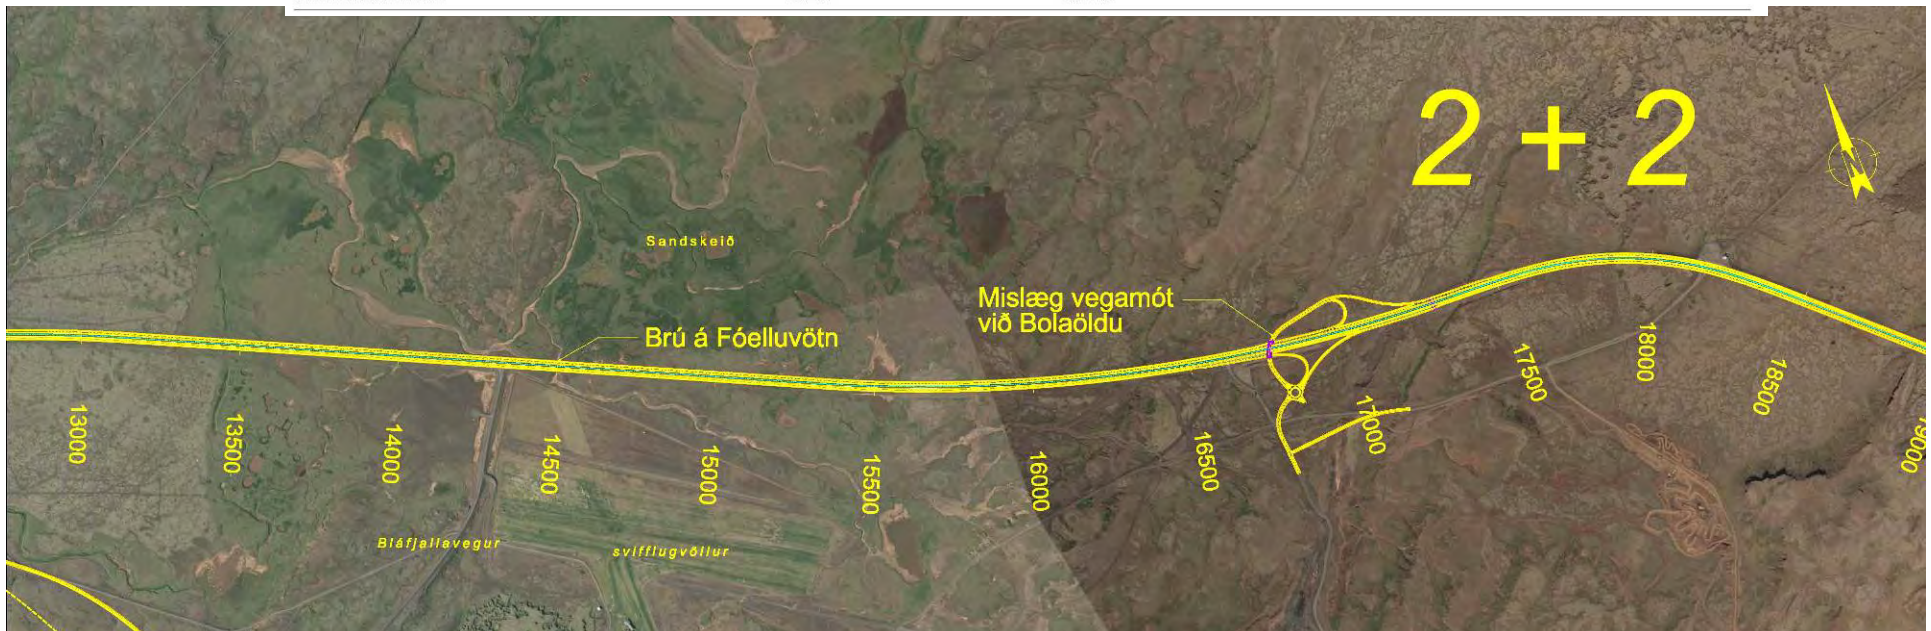 2 + 2
Sandskeið
Mislæg vegamót
við Bolaöldu
Brú á Fóelluvötn
13000
13500
14000
14500
15000
15500
16000
16500
17000
17500
18000
18500
19000
Bláfjallavegur
svifflugvöllur